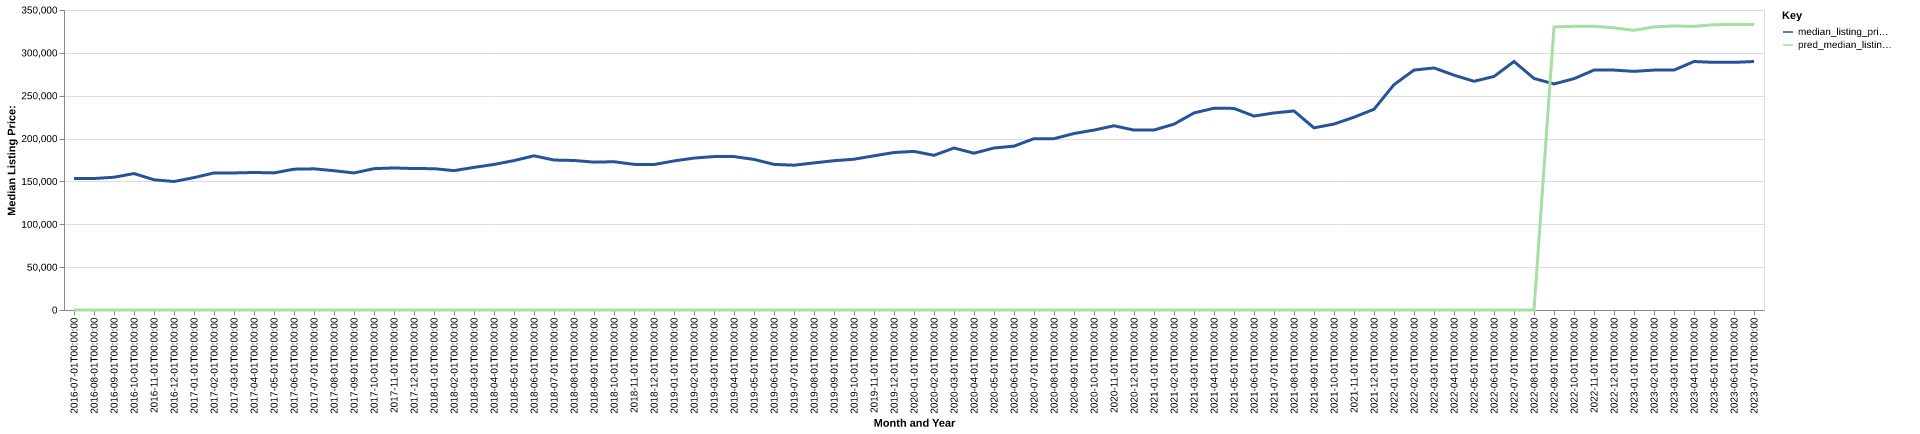 350,000
300,000
250,000
200,000
150,000
100,000
50,000
0
Median Listing Price:
2016-07-01T00:00:00
2016-08-01T00:00:00
2016-09-01T00:00:00
2016-10-01T00:00:00
2016-11-01T00:00:00
2016-12-01T00:00:00
2017-01-01T00:00:00
2017-02-01T00:00:00
2017-03-01T00:00:00
2017-04-01T00:00:00
2017-05-01T00:00:00
2017-06-01T00:00:00
2017-07-01T00:00:00
2017-08-01T00:00:00
2017-09-01T00:00:00
2017-10-01T00:00:00
2017-11-01T00:00:00
2017-12-01T00:00:00
2018-01-01T00:00:00
2018-02-01T00:00:00
2018-03-01T00:00:00
2018-04-01T00:00:00
2018-05-01T00:00:00
2018-06-01T00:00:00
2018-07-01T00:00:00
2018-08-01T00:00:00
2018-09-01T00:00:00
2018-10-01T00:00:00
2018-11-01T00:00:00
2018-12-01T00:00:00
2019-01-01T00:00:00
2019-02-01T00:00:00
2019-03-01T00:00:00
2019-04-01T00:00:00
2019-05-01T00:00:00
2019-06-01T00:00:00
2019-07-01T00:00:00
2019-08-01T00:00:00
2019-09-01T00:00:00
2019-10-01T00:00:00
2019-11-01T00:00:00
2019-12-01T00:00:00
2020-01-01T00:00:00
2020-02-01T00:00:00
2020-03-01T00:00:00
2020-04-01T00:00:00
2020-05-01T00:00:00
2020-06-01T00:00:00
2020-07-01T00:00:00
2020-08-01T00:00:00
2020-09-01T00:00:00
2020-10-01T00:00:00
2020-11-01T00:00:00
2020-12-01T00:00:00
2021-01-01T00:00:00
2021-02-01T00:00:00
2021-03-01T00:00:00
2021-04-01T00:00:00
2021-05-01T00:00:00
2021-06-01T00:00:00
2021-07-01T00:00:00
2021-08-01T00:00:00
2021-09-01T00:00:00
2021-10-01T00:00:00
2021-11-01T00:00:00
2021-12-01T00:00:00
2022-01-01T00:00:00
2022-02-01T00:00:00
2022-03-01T00:00:00
2022-04-01T00:00:00
2022-05-01T00:00:00
2022-06-01T00:00:00
2022-07-01T00:00:00
2022-08-01T00:00:00
2022-09-01T00:00:00
2022-10-01T00:00:00
2022-11-01T00:00:00
2022-12-01T00:00:00
2023-01-01T00:00:00
2023-02-01T00:00:00
2023-03-01T00:00:00
2023-04-01T00:00:00
2023-05-01T00:00:00
2023-06-01T00:00:00
2023-07-01T00:00:00
Month and Year
Key
median_listing_pri…
pred_median_listin…